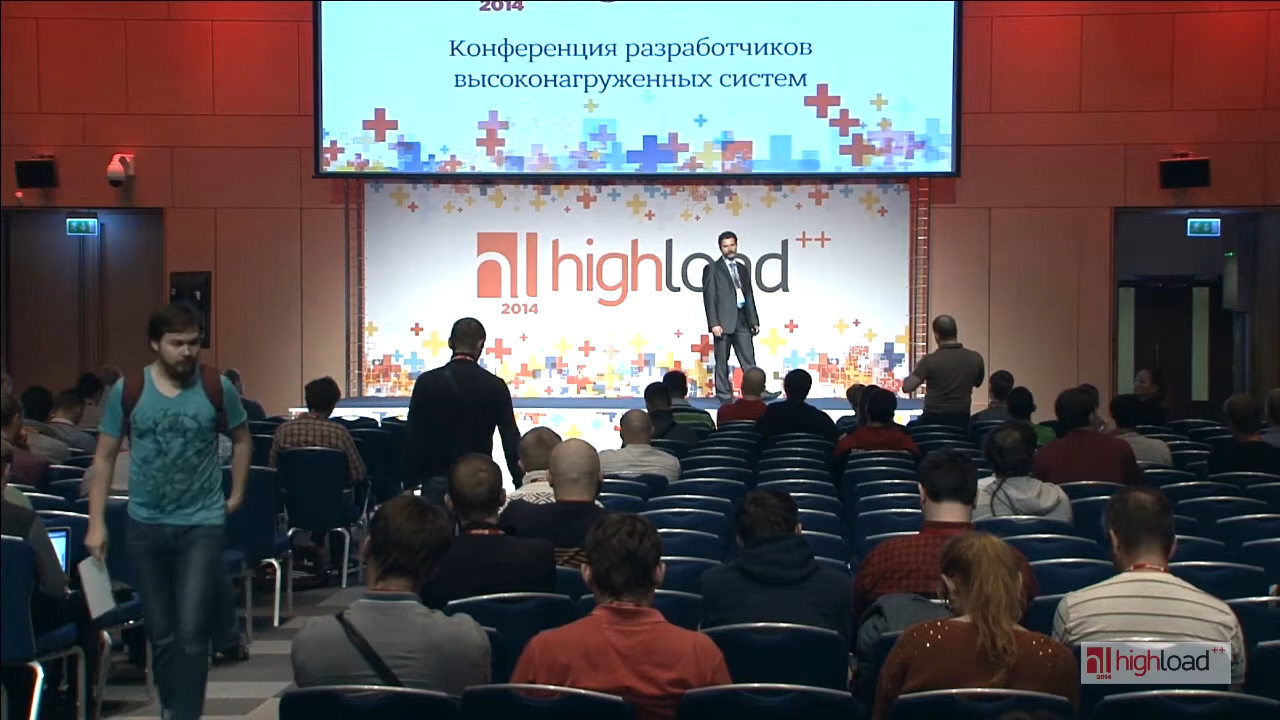 2014
Конференция разработчиков
высоконагруженных систем
highload++
2014
highload++
2014